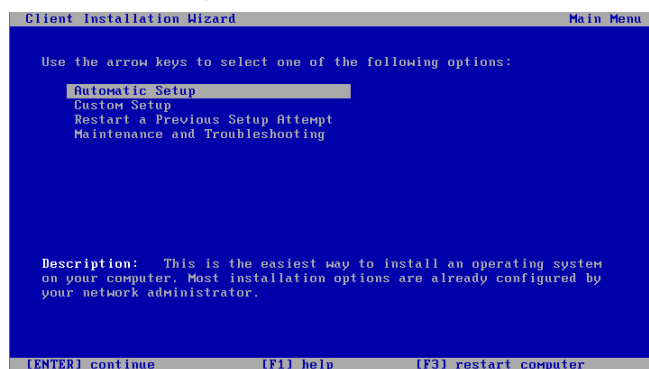 Client Installation Wizard Main Menu
Use the arrow keys to select one of the following options:
Automatic Setup
Custom Setup
Restart a Previous Setup Attempt
Maintenance and Troubleshooting
Description: This is the easiest way to install an operating system
on your computer. Most installation options are already configured by
your network administrator.
[ENTER] continue [F1] help [F3] restart computer